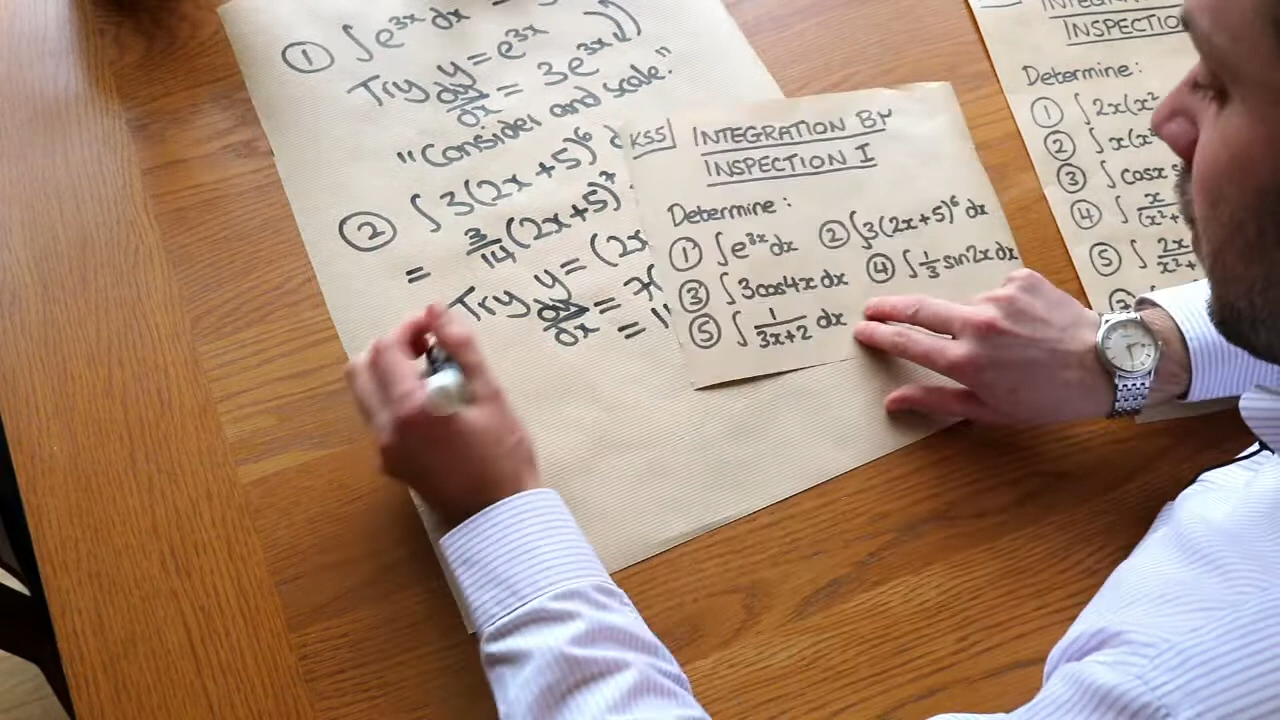 ① ∫e^{3x} dx
Try y = e^{3x}
dy/dx = 3e^{3x}
"Consider and scale."
② ∫3(2x+5)^6
= 3/14 (2x+5)^7
Try y = (2x
dy/dx = 7(
= 1
KS5
INTEGRATION BY
INSPECTION I
Determine:
① ∫e^{3x} dx ② ∫3(2x+5)^6 dx
③ ∫3cos4x dx ④ ∫1/3 sin2x dx
⑤ ∫1/(3x+2) dx
INSPECTIO
Determine:
① ∫2x(x²
② ∫x(x²
③ ∫cosx s
④ ∫x/(x²+
⑤ ∫2x/x²+